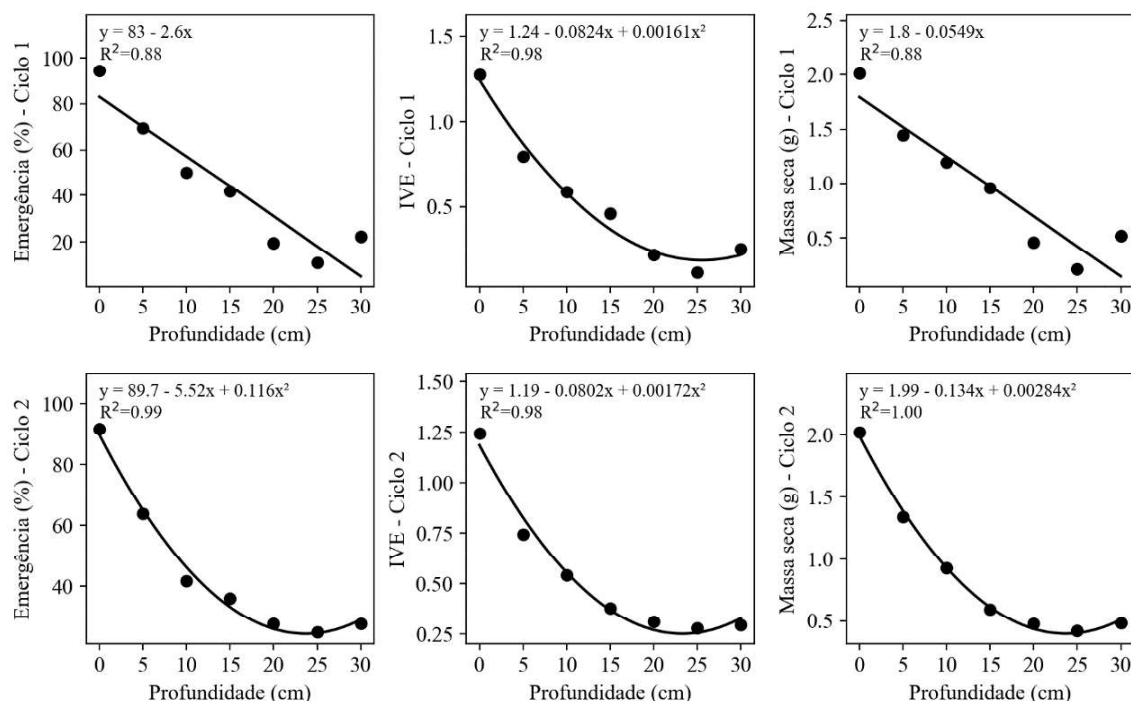 Emergência (%) - Ciclo 1
y = 83 - 2.6x
R²=0.88
100
80
60
40
20
0 5 10 15 20 25 30
Profundidade (cm)
IVE - Ciclo 1
y = 1.24 - 0.0824x + 0.00161x²
R²=0.98
1.5
1.0
0.5
0 5 10 15 20 25 30
Profundidade (cm)
Massa seca (g) - Ciclo 1
y = 1.8 - 0.0549x
R²=0.88
2.0
1.5
1.0
0.5
0 5 10 15 20 25 30
Profundidade (cm)
Emergência (%) - Ciclo 2
y = 89.7 - 5.52x + 0.116x²
R²=0.99
100
80
60
40
0 5 10 15 20 25 30
Profundidade (cm)
IVE - Ciclo 2
y = 1.19 - 0.0802x + 0.00172x²
R²=0.98
1.50
1.25
1.00
0.75
0.50
0.25
0 5 10 15 20 25 30
Profundidade (cm)
Massa seca (g) - Ciclo 2
y = 1.99 - 0.134x + 0.00284x²
R²=1.00
2.0
1.5
1.0
0.5
0 5 10 15 20 25 30
Profundidade (cm)